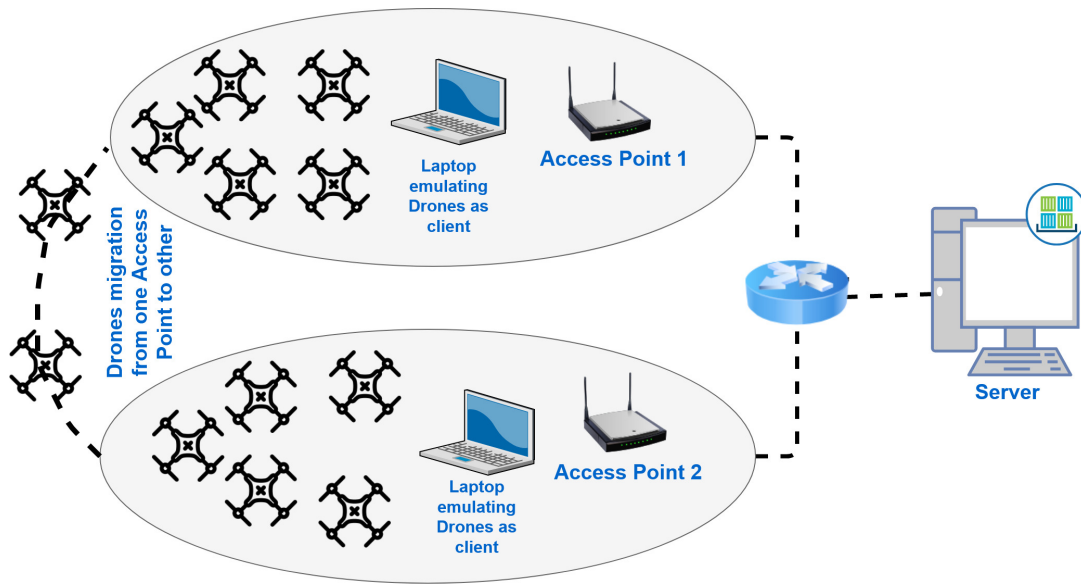 Laptop
emulating
Drones as
client
Access Point 1
Drones migration
from one Access
Point to other
Server
Laptop
emulating
Drones as
client
Access Point 2